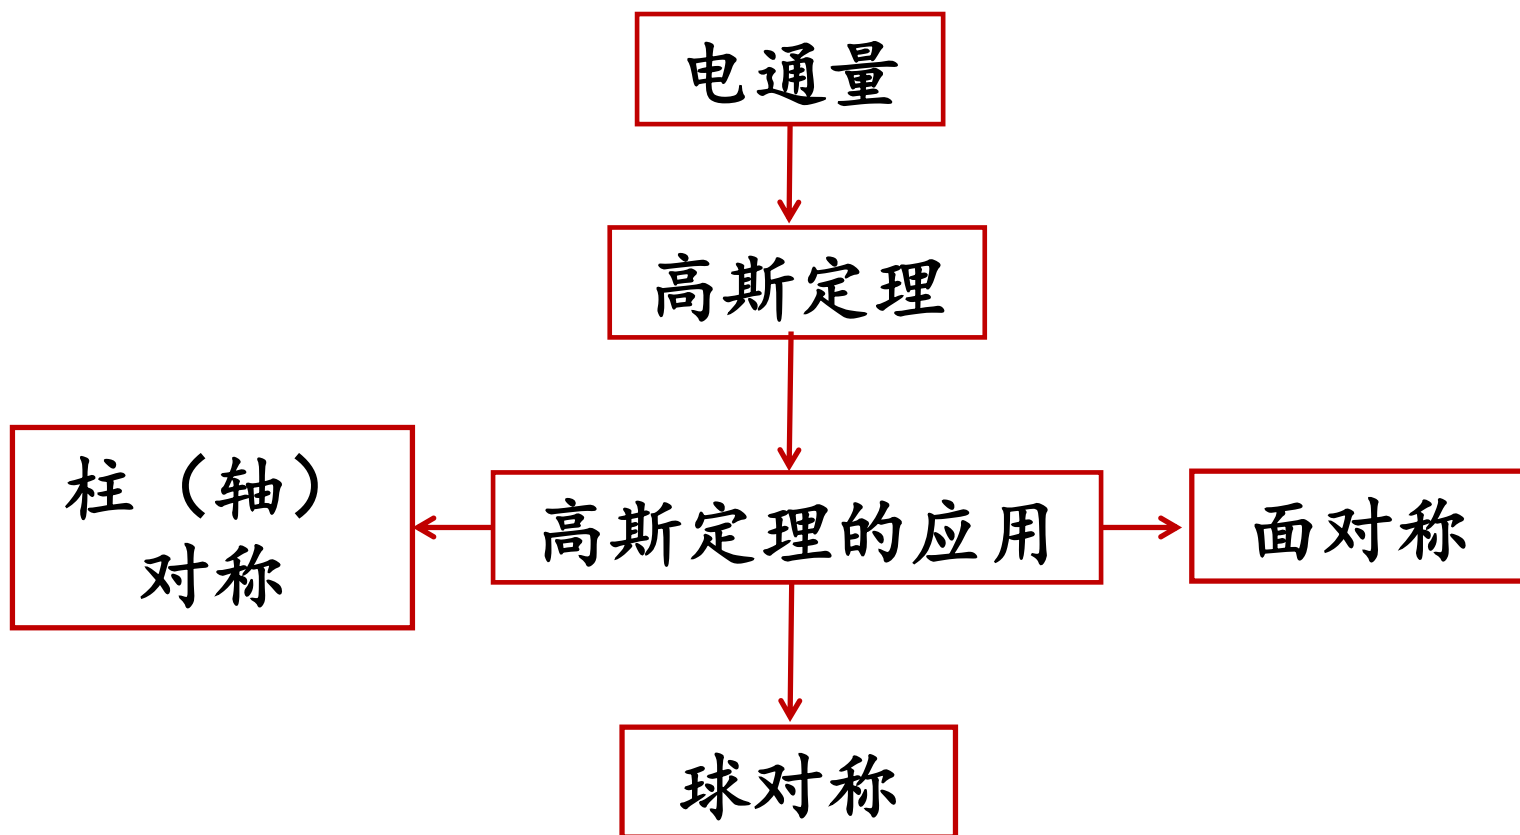 电通量
高斯定理
柱（轴）
对称
高斯定理的应用
面对称
球对称